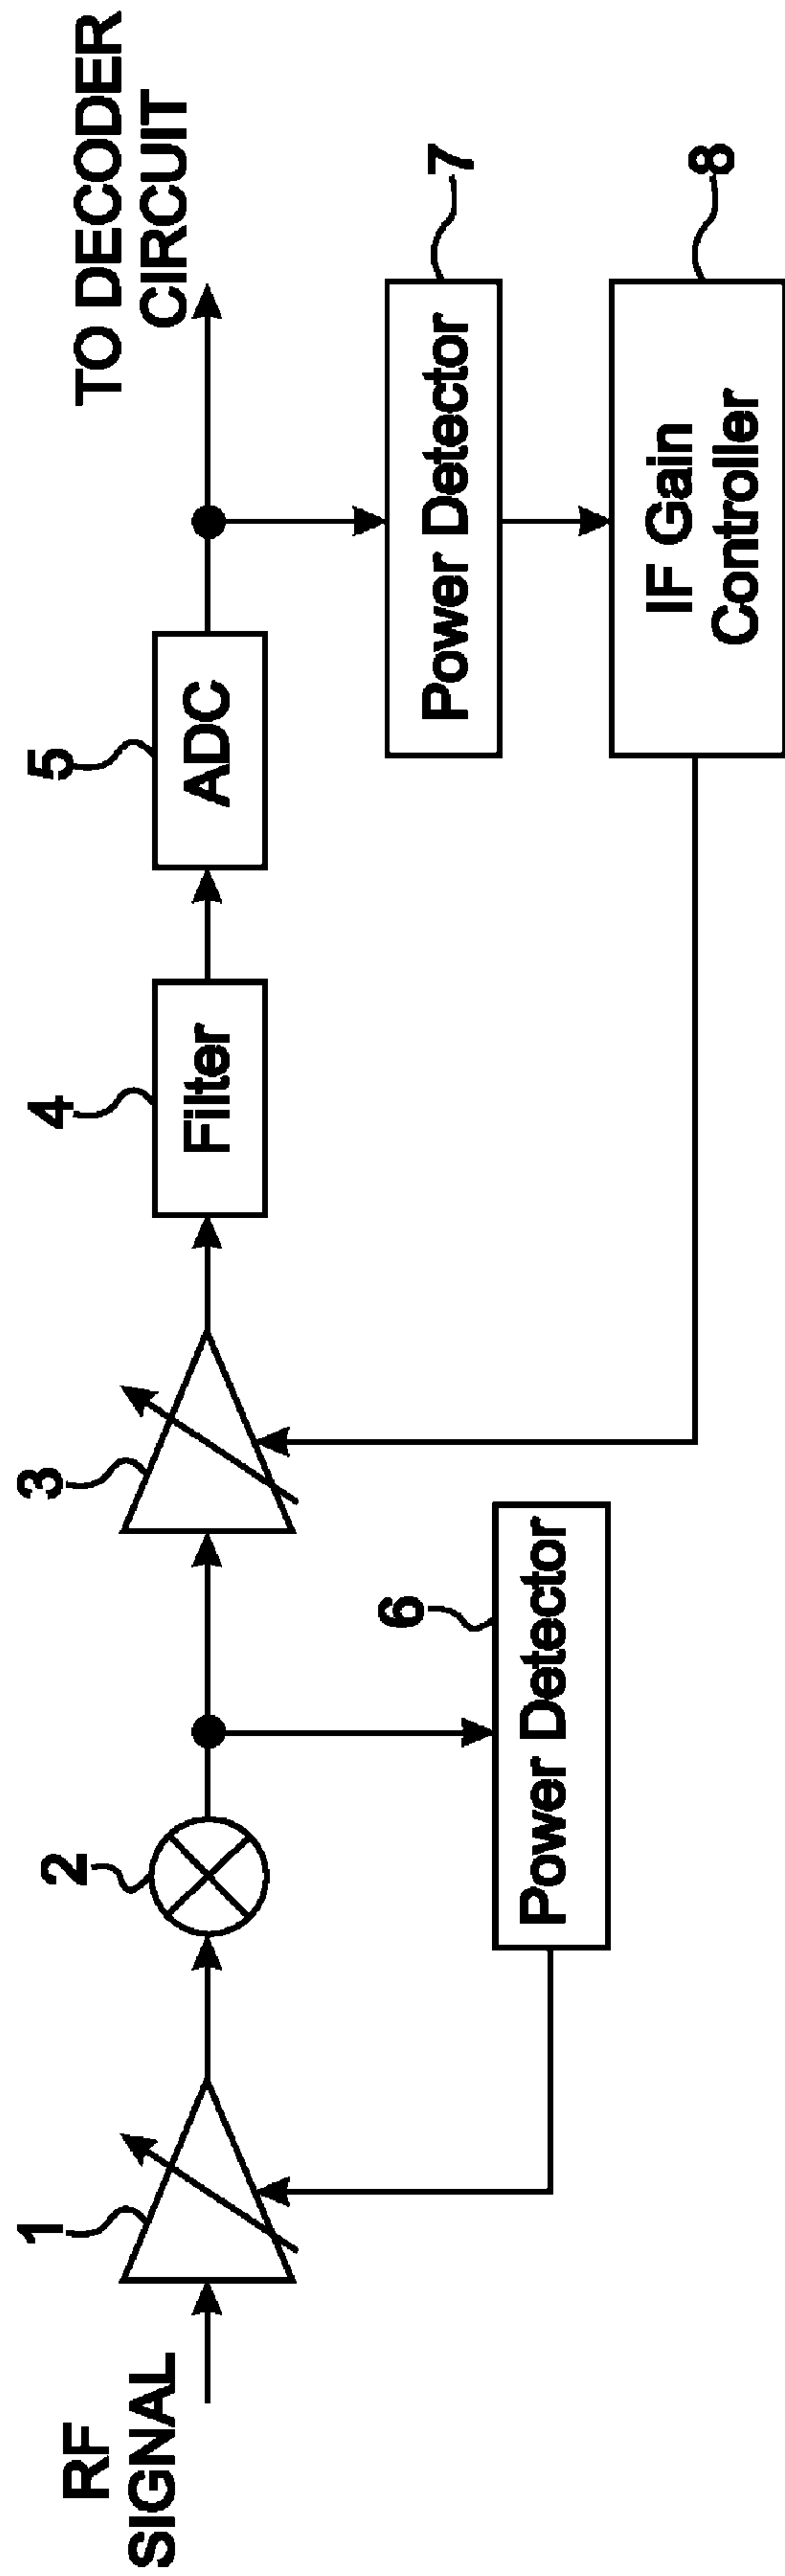 RF
SIGNAL
1
2
3
4
Filter
5
ADC
TO DECODER
CIRCUIT
6
Power Detector
7
Power Detector
8
IF Gain
Controller